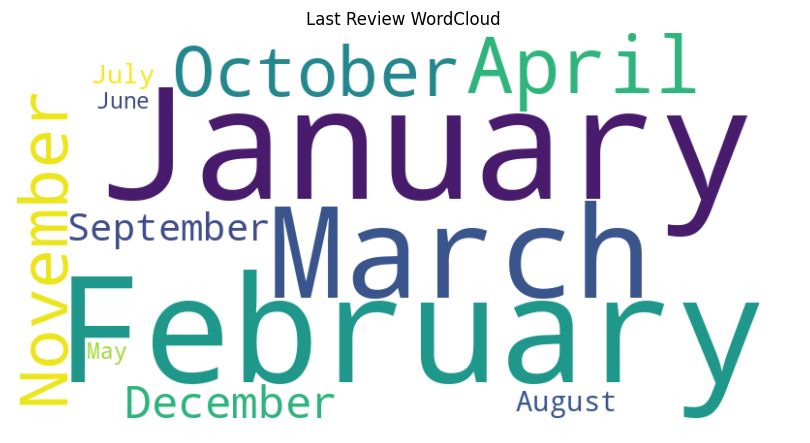 Last Review WordCloud
July
October
April
June
January
November
September
March
February
May
December
August